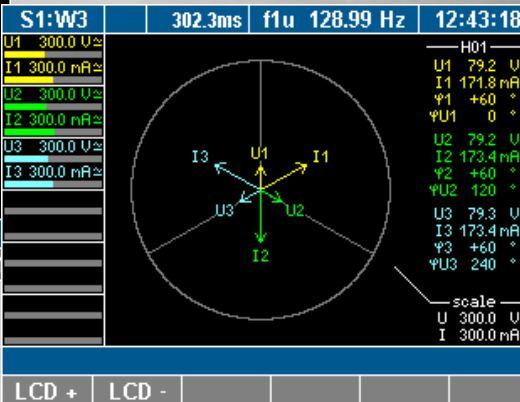 S1:W3 302.3ms f1u 128.99 Hz 12:43:18
U1 300.0 V≃
I1 300.0 mA≃
U2 300.0 V≃
I2 300.0 mA≃
U3 300.0 V≃
I3 300.0 mA≃
I3 U1 I1
U3 U2
I2
H01
U1 79.2 V
I1 171.8 mA
φ1 +60 °
φU1 0 °
U2 79.2 V
I2 173.4 mA
φ2 +60 °
φU2 120 °
U3 79.3 V
I3 173.4 mA
φ3 +60 °
φU3 240 °
scale
U 300.0 V
I 300.0 mA
LCD + LCD -